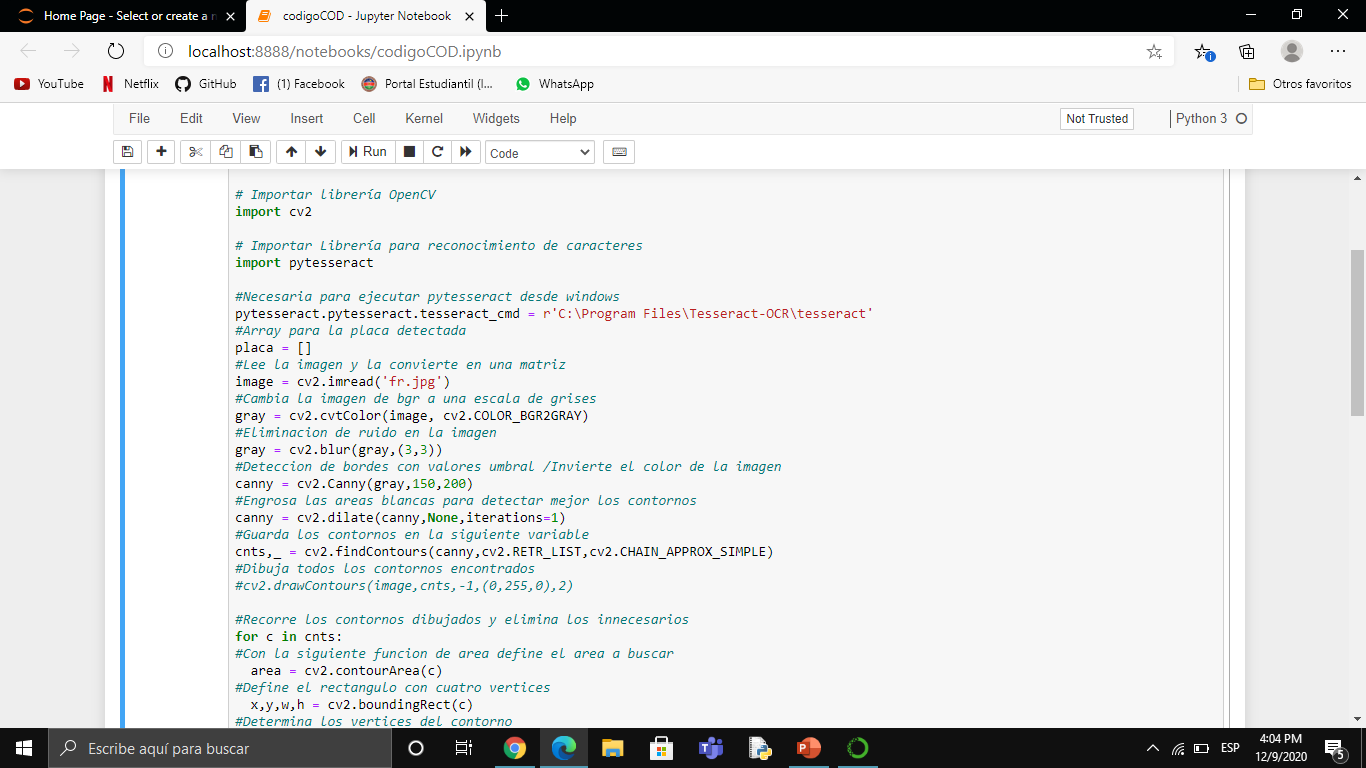 Home Page - Select or create a n
codigoCOD - Jupyter Notebook
localhost:8888/notebooks/codigoCOD.ipynb
YouTube
Netflix
GitHub
(1) Facebook
Portal Estudiantil (I...
WhatsApp
Otros favoritos
File
Edit
View
Insert
Cell
Kernel
Widgets
Help
Not Trusted
Python 3
Run
Code
# Importar librería OpenCV
import cv2
# Importar Librería para reconocimiento de caracteres
import pytesseract
#Necesaria para ejecutar pytesseract desde windows
pytesseract.pytesseract.tesseract_cmd = r'C:\Program Files\Tesseract-OCR\tesseract'
#Array para la placa detectada
placa = []
#Lee la imagen y la convierte en una matriz
image = cv2.imread('fr.jpg')
#Cambia la imagen de bgr a una escala de grises
gray = cv2.cvtColor(image, cv2.COLOR_BGR2GRAY)
#Eliminacion de ruido en la imagen
gray = cv2.blur(gray,(3,3))
#Deteccion de bordes con valores umbral /Invierte el color de la imagen
canny = cv2.Canny(gray,150,200)
#Engrosa las areas blancas para detectar mejor los contornos
canny = cv2.dilate(canny,None,iterations=1)
#Guarda los contornos en la siguiente variable
cnts,_ = cv2.findContours(canny,cv2.RETR_LIST,cv2.CHAIN_APPROX_SIMPLE)
#Dibuja todos los contornos encontrados
#cv2.drawContours(image,cnts,-1,(0,255,0),2)
#Recorre los contornos dibujados y elimina los innecesarios
for c in cnts:
#Con la siguiente funcion de area define el area a buscar
  area = cv2.contourArea(c)
#Define el rectangulo con cuatro vertices
  x,y,w,h = cv2.boundingRect(c)
#Determina los vertices del contorno
Escribe aquí para buscar
ESP
4:04 PM
12/9/2020
5